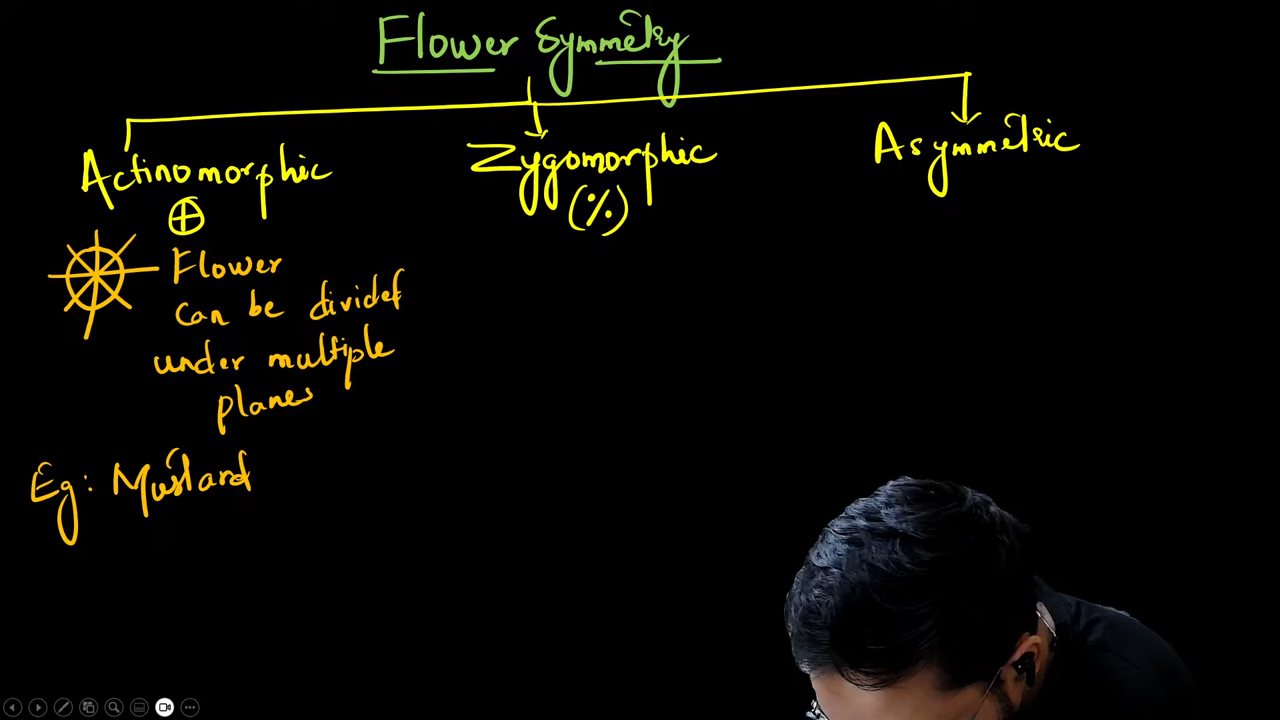 Flower Symmetry
Actinomorphic
Zygomorphic
Asymmetric
(%)
Flower
can be divided
under multiple
planes
Eg: Mustard